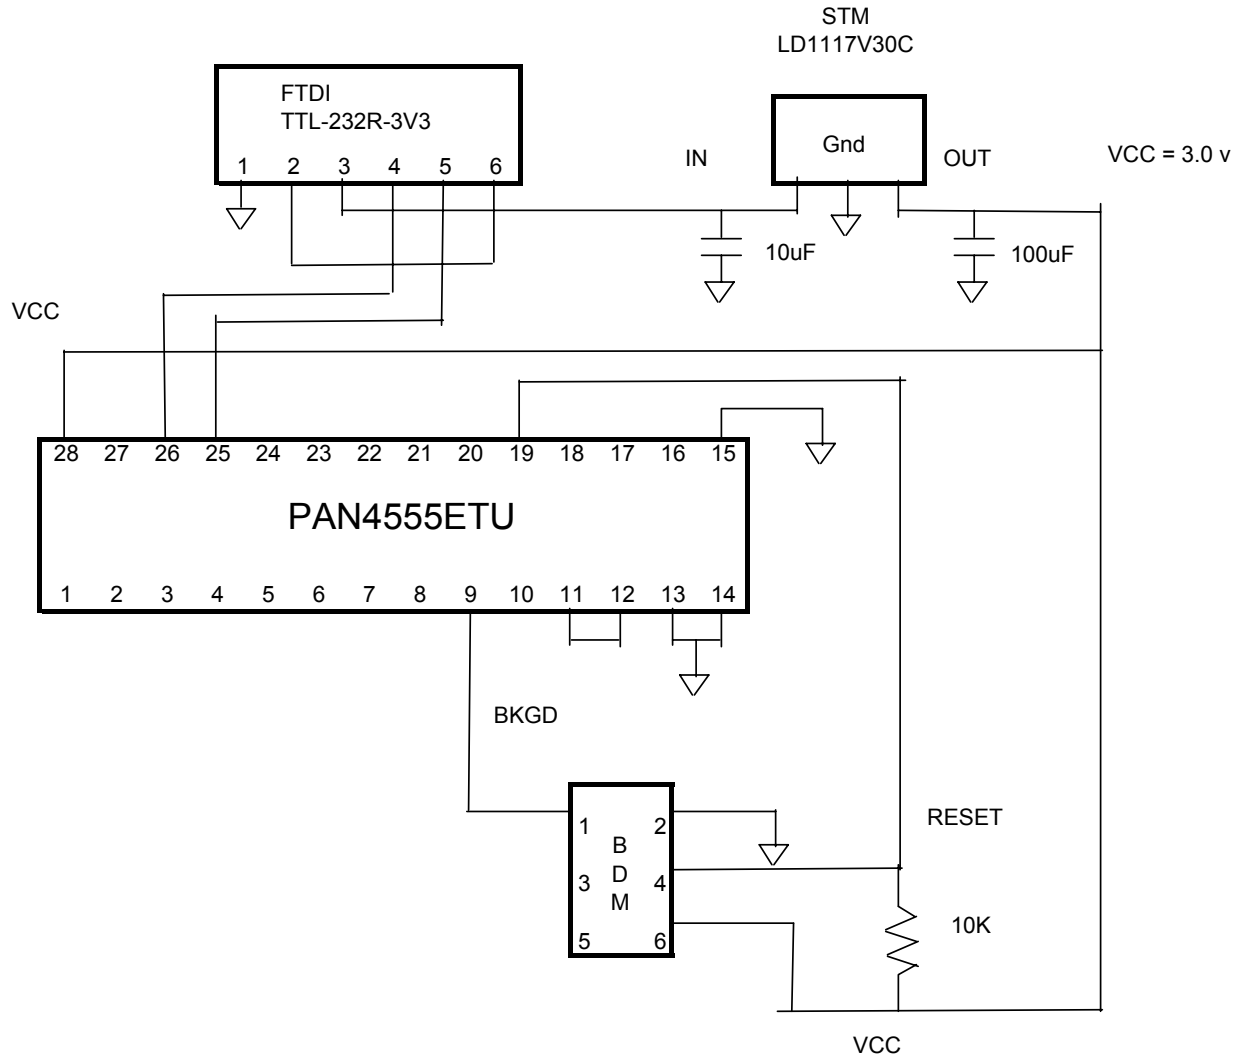 STM
LD1117V30C
FTDI
TTL-232R-3V3
1 2 3 4 5 6
IN
Gnd
OUT
VCC = 3.0 v
10uF
100uF
VCC
28 27 26 25 24 23 22 21 20 19 18 17 16 15
PAN4555ETU
1 2 3 4 5 6 7 8 9 10 11 12 13 14
BKGD
RESET
1 2
B
D
3 4
M
5 6
10K
VCC